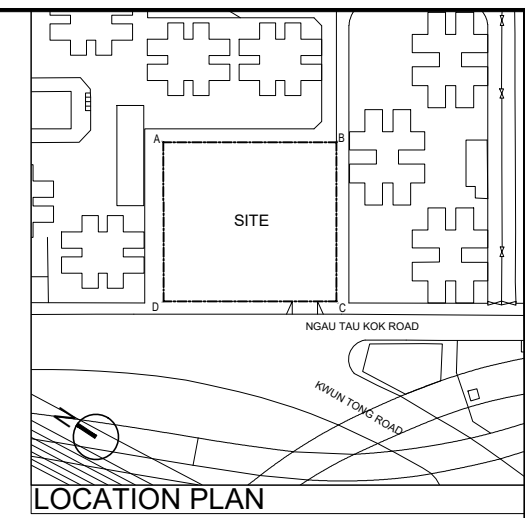 A
B
SITE
D
C
NGAU TAU KOK ROAD
KWUN TONG ROAD
N
LOCATION PLAN